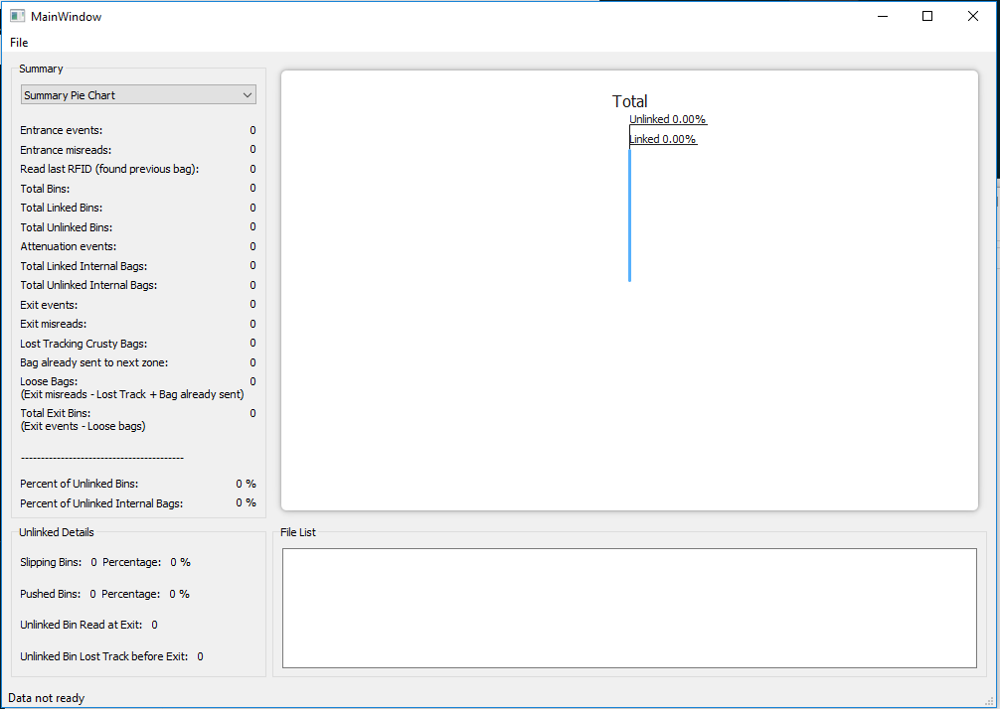 MainWindow
File
Summary
Summary Pie Chart
Entrance events: 0
Entrance misreads: 0
Read last RFID (found previous bag): 0
Total Bins: 0
Total Linked Bins: 0
Total Unlinked Bins: 0
Attenuation events: 0
Total Linked Internal Bags: 0
Total Unlinked Internal Bags: 0
Exit events: 0
Exit misreads: 0
Lost Tracking Crusty Bags: 0
Bag already sent to next zone: 0
Loose Bags: 0
(Exit misreads - Lost Track + Bag already sent)
Total Exit Bins: 0
(Exit events - Loose bags)
-----------------------------------------
Percent of Unlinked Bins: 0 %
Percent of Unlinked Internal Bags: 0 %
Total
Unlinked 0.00%
Linked 0.00%
Unlinked Details
Slipping Bins: 0 Percentage: 0 %
Pushed Bins: 0 Percentage: 0 %
Unlinked Bin Read at Exit: 0
Unlinked Bin Lost Track before Exit: 0
File List
Data not ready